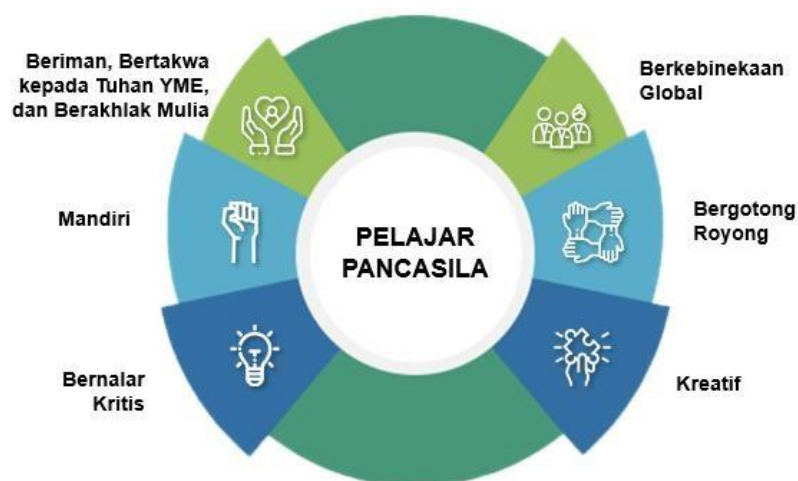 Beriman, Bertakwa
kepada Tuhan YME,
dan Berakhlak Mulia
Berkebinekaan
Global
Mandiri
PELAJAR
PANCASILA
Bergotong
Royong
Bernalar
Kritis
Kreatif